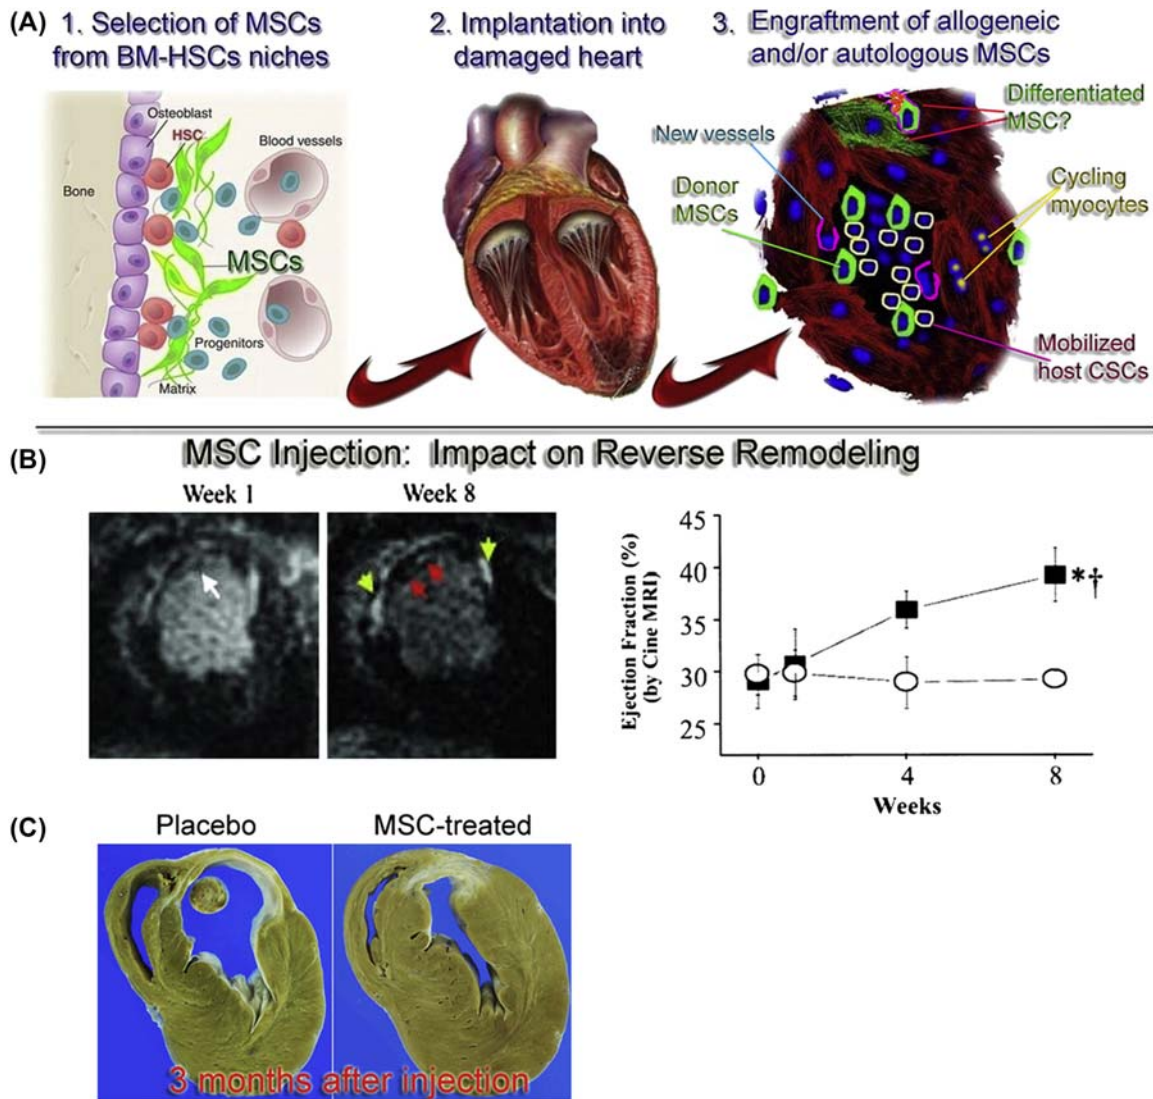 (A)
1. Selection of MSCs
from BM-HSCs niches
2. Implantation into
damaged heart
3. Engraftment of allogeneic
and/or autologous MSCs
Osteoblast
HSC
Blood vessels
Bone
MSCs
Progenitors
Matrix
New vessels
Donor
MSCs
Differentiated
MSC?
Cycling
myocytes
Mobilized
host CSCs
(B)
MSC Injection: Impact on Reverse Remodeling
Week 1
Week 8
Ejection Fraction (%)
(by Cine MRI)
45
40
35
30
25
*†
0
4
8
Weeks
(C)
Placebo
MSC-treated
3 months after injection